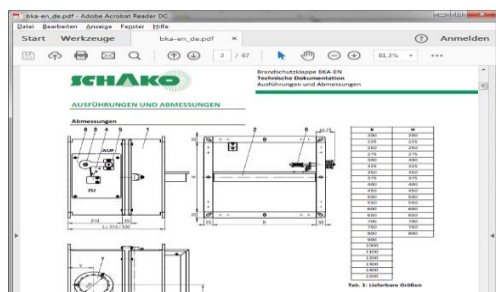 bka-en_de.pdf - Adobe Acrobat Reader DC
Datei Bearbeiten Anzeige Fenster Hilfe
Start Werkzeuge bka-en_de.pdf × Anmelden
3 / 67 81,3%
SCHAKO
Brandschutzklappe BKA-EN
Technische Dokumentation
Ausführungen und Abmessungen
AUSFÜHRUNGEN UND ABMESSUNGEN
Abmessungen
AUF
ZU
B H
200 200
225 225
250 250
275 275
300 300
325 325
350 350
375 375
400 400
450 450
500 500
550 550
600 600
650 650
700 700
750 750
800 800
900
1000
1100
1200
1300
1400
1500
Tab. 1: Lieferbare Größen